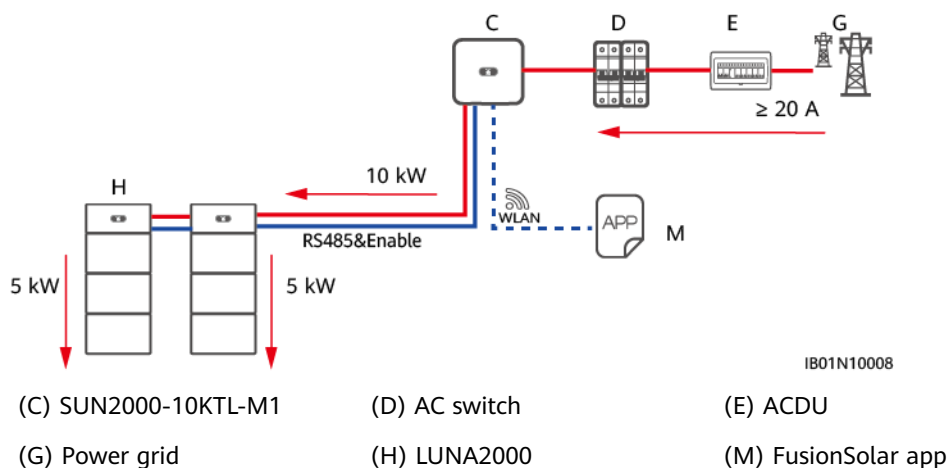 C D E G
≥ 20 A
10 kW
H
WLAN
APP
M
RS485&Enable
5 kW 5 kW
IB01N10008
(C) SUN2000-10KTL-M1 (D) AC switch (E) ACDU
(G) Power grid (H) LUNA2000 (M) FusionSolar app